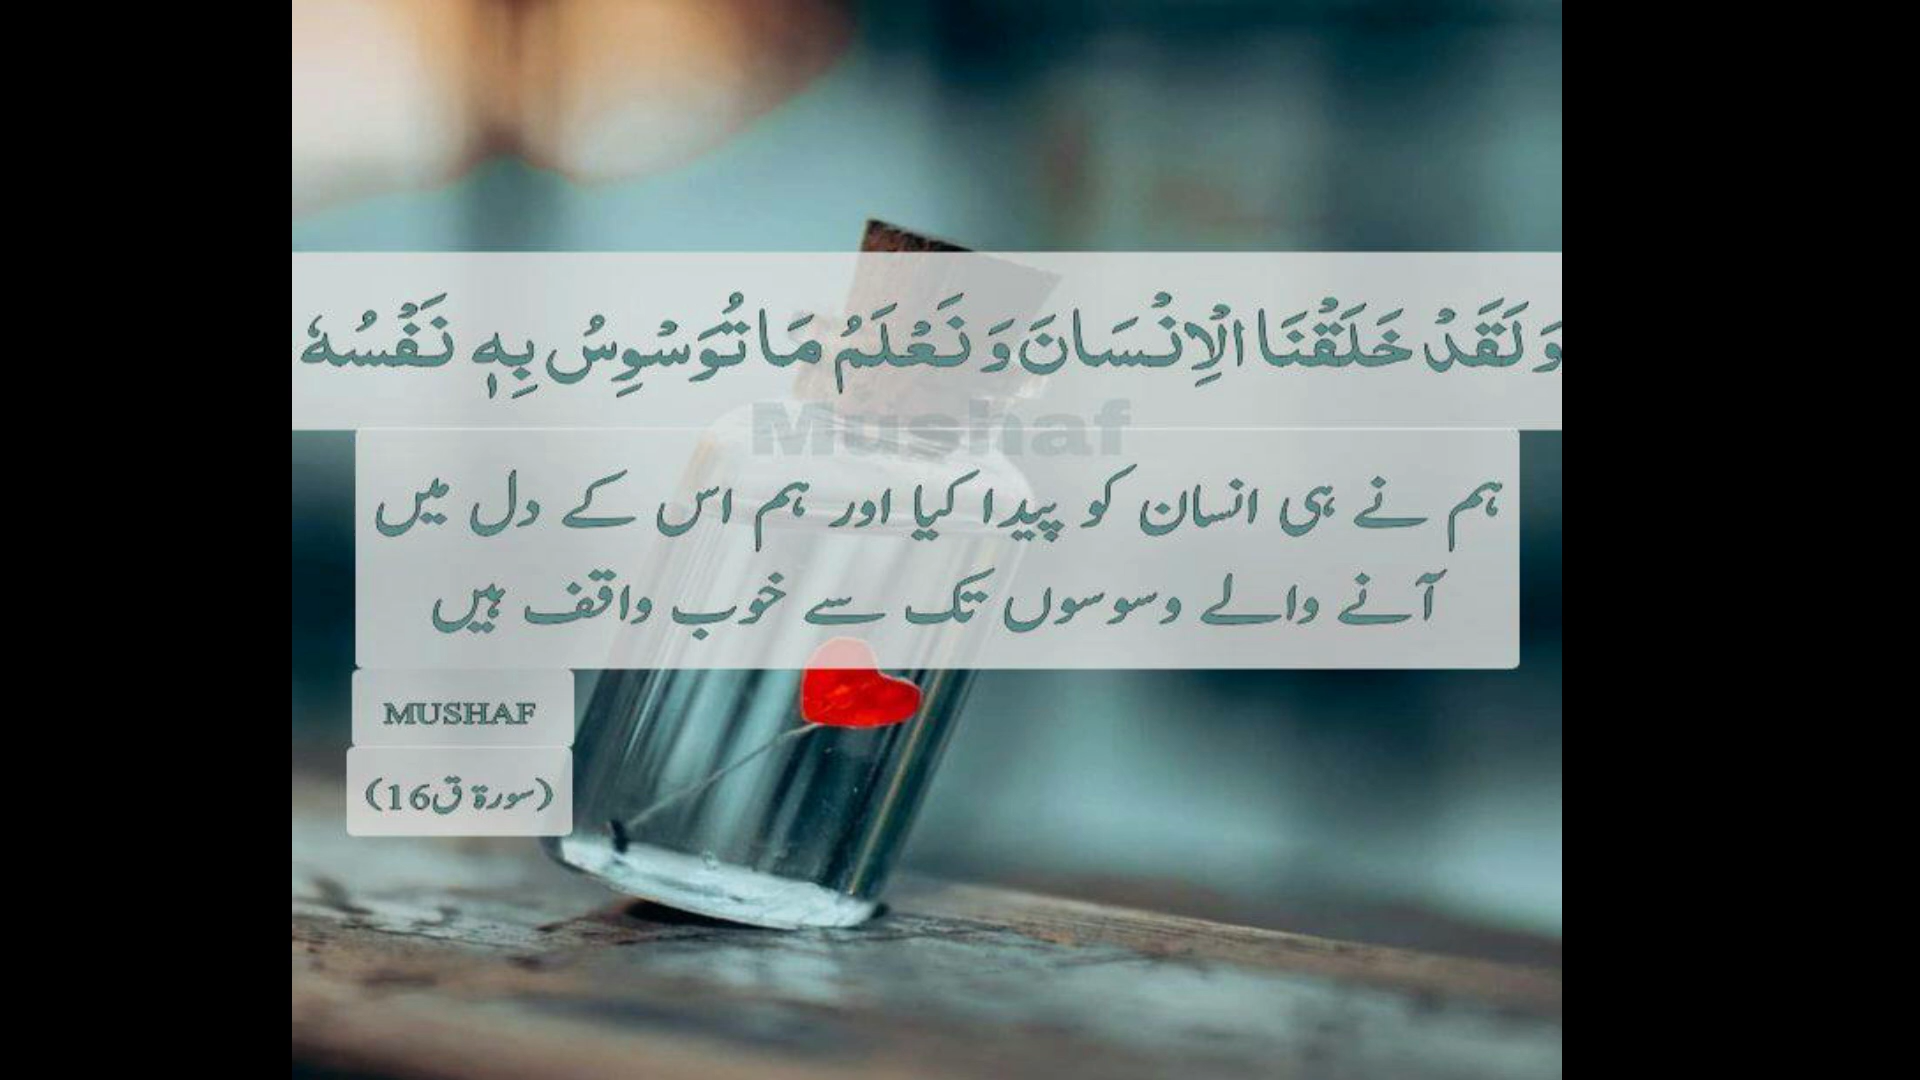 وَلَقَدْ خَلَقْنَا الْاِنْسَانَ وَ نَعْلَمُ مَا تُوَسْوِسُ بِهٖ نَفْسُهٗ
Mushaf
ہم نے ہی انسان کو پیدا کیا اور ہم اس کے دل میں
آنے والے وسوسوں تک سے خوب واقف ہیں
MUSHAF
(سورۃ ق16)